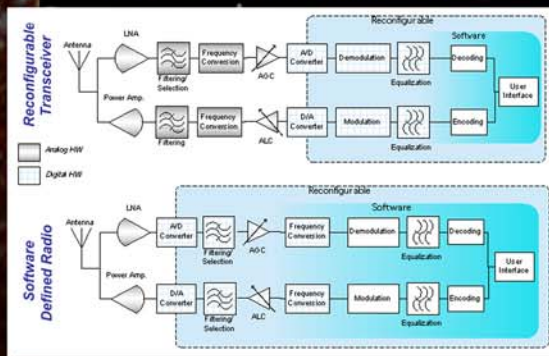 Reconfigurable
Transceiver
Antenna
LNA
Filtering/
Selection
Frequency
Conversion
AGC
Reconfigurable
Software
A/D
Converter
Demodulation
Equalization
Decoding
User
Interface
Power Amp.
Filtering
Frequency
Conversion
ALC
D/A
Converter
Modulation
Equalization
Encoding
Analog HW
Digital HW
Software
Defined Radio
Antenna
LNA
Reconfigurable
Software
A/D
Converter
Filtering/
Selection
AGC
Frequency
Conversion
Demodulation
Equalization
Decoding
User
Interface
Power Amp.
D/A
Converter
Filtering/
Selection
ALC
Frequency
Conversion
Modulation
Equalization
Encoding